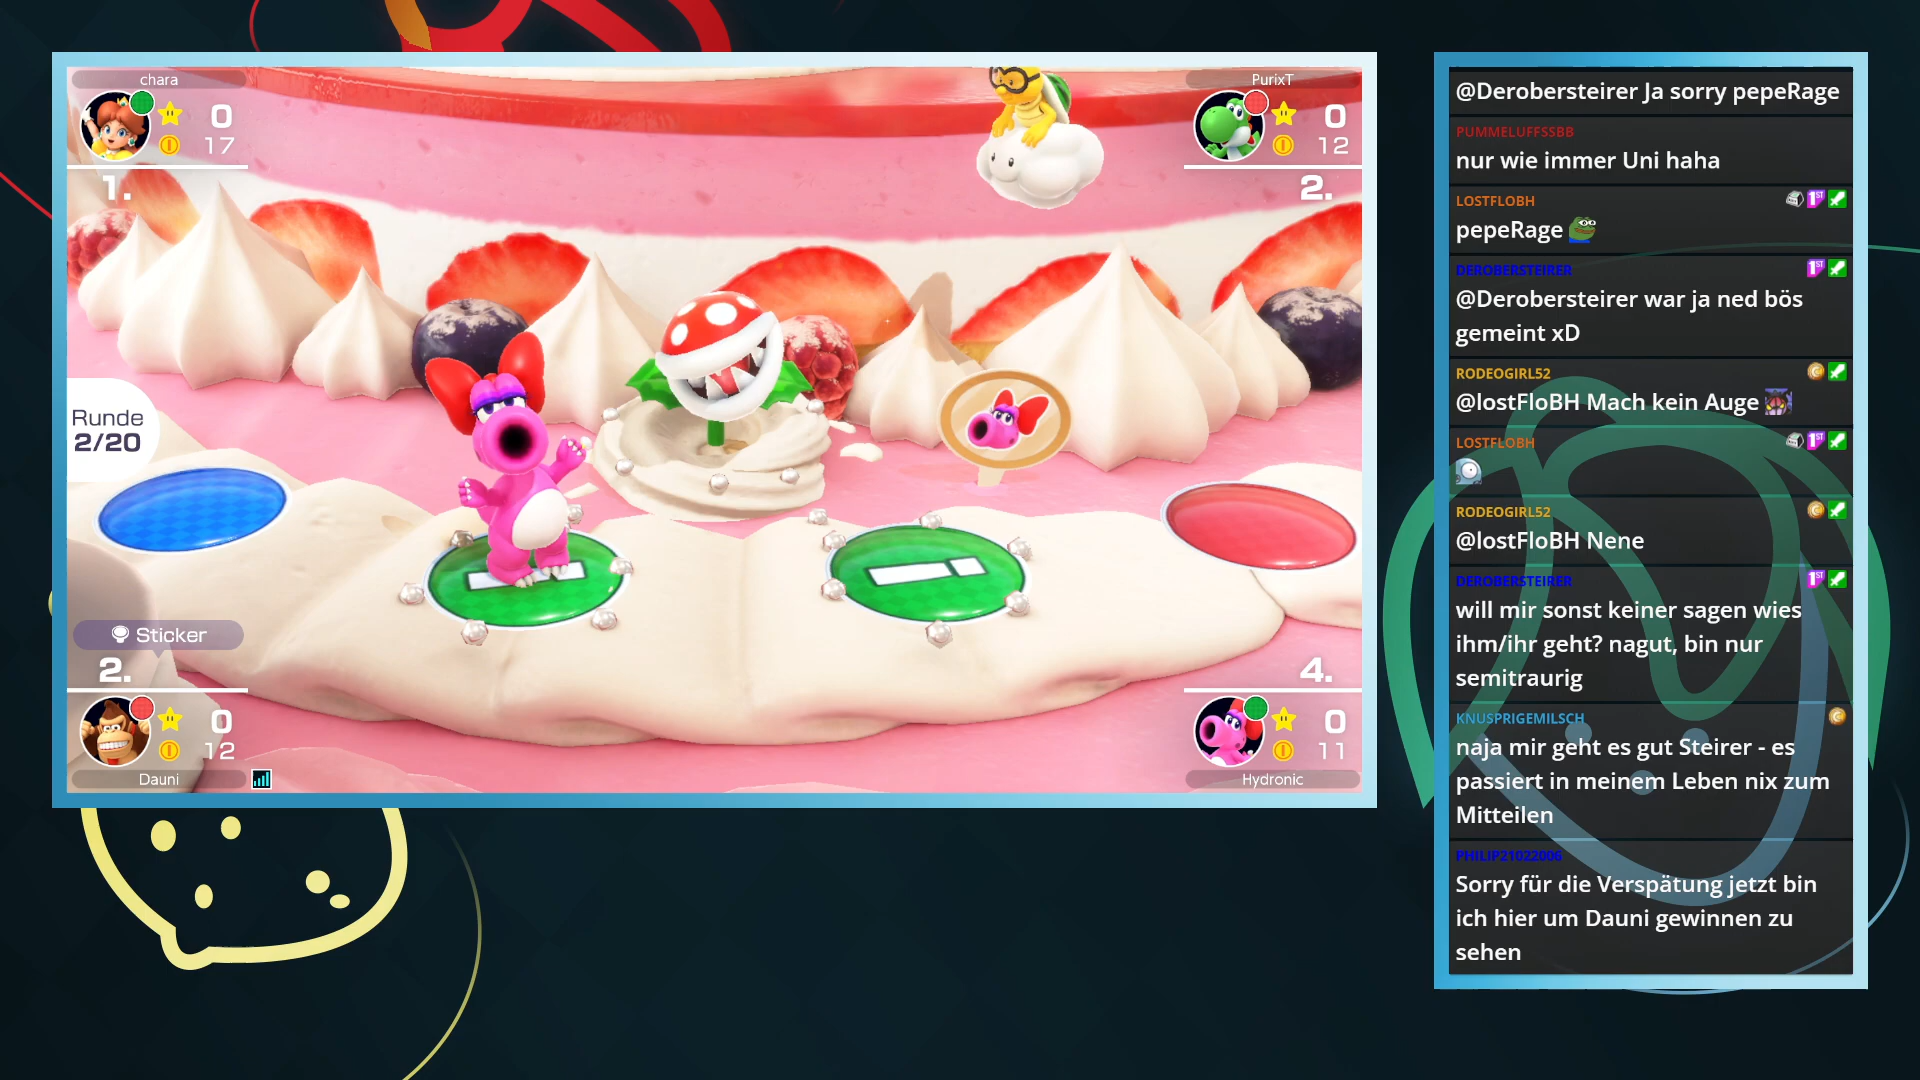 chara
0
17
1.
PurixT
0
12
2.
Runde
2/20
Sticker
2.
0
12
Dauni
4.
0
11
Hydronic
@Derobersteirer Ja sorry pepeRage
PUMMELUFFSSBB
nur wie immer Uni haha
LOSTFLOBH
1ST
pepeRage
DEROBERSTEIRER
1ST
@Derobersteirer war ja ned bös
gemeint xD
RODEOGIRL52
@lostFloBH Mach kein Auge
LOSTFLOBH
1ST
RODEOGIRL52
@lostFloBH Nene
DEROBERSTEIRER
1ST
will mir sonst keiner sagen wies
ihm/ihr geht? nagut, bin nur
semitraurig
KNUSPRIGEMILSCH
naja mir geht es gut Steirer - es
passiert in meinem Leben nix zum
Mitteilen
PHILIP21022006
Sorry für die Verspätung jetzt bin
ich hier um Dauni gewinnen zu
sehen